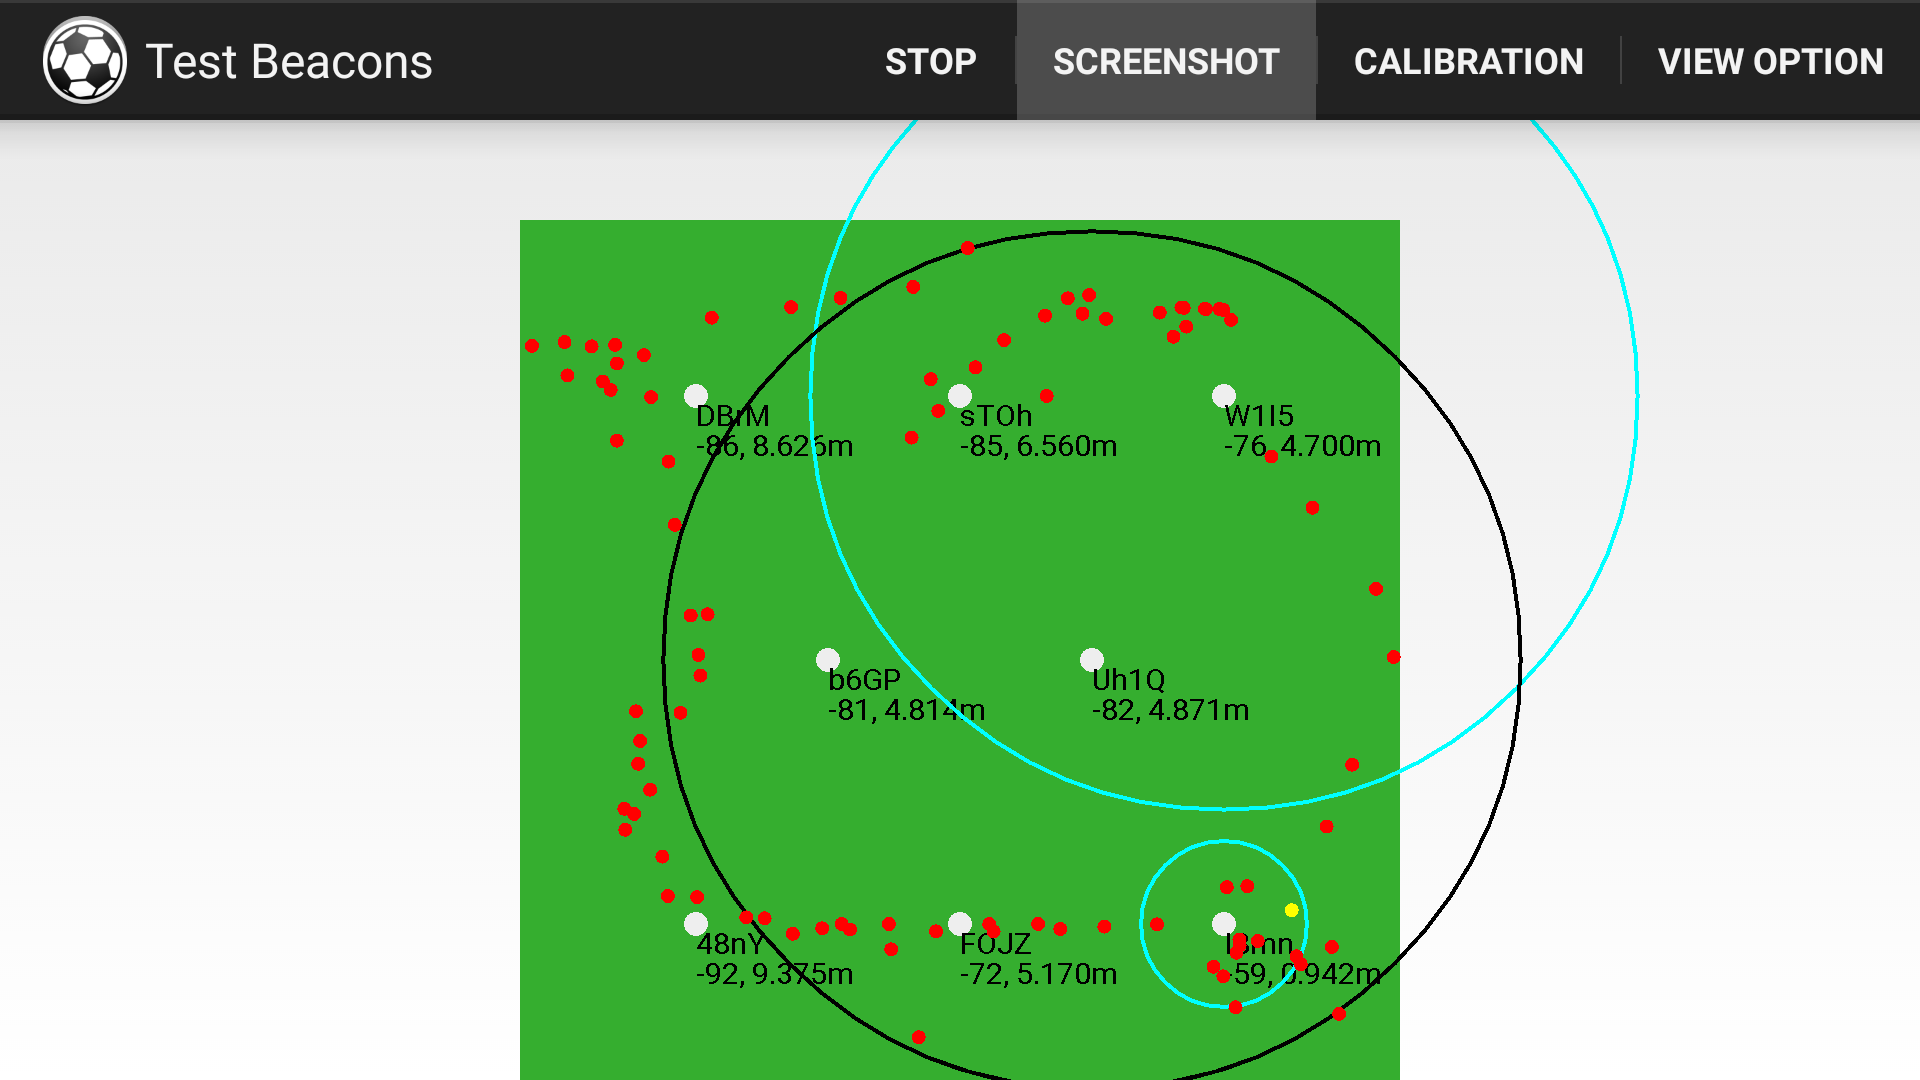 Test Beacons
STOP
SCREENSHOT
CALIBRATION
VIEW OPTION
DBrM
-86, 8.626m
sTOh
-85, 6.560m
W1I5
-76, 4.700m
b6GP
-81, 4.814m
Uh1Q
-82, 4.871m
48nY
-92, 9.375m
FOJZ
-72, 5.170m
-59, 0.942m